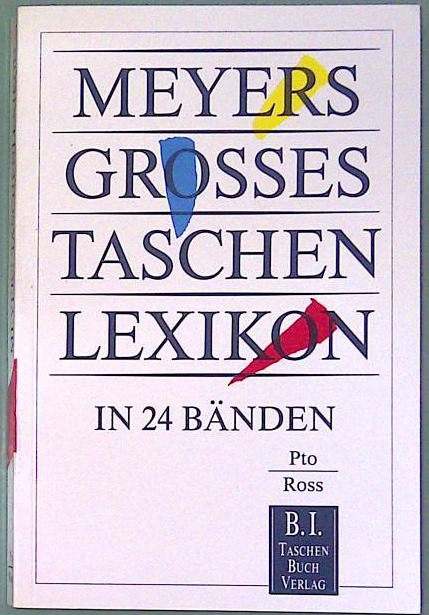 MEYERS
GROSSES
TASCHEN
LEXIKON
IN 24 BÄNDEN
Pto
Ross
B.I.
TASCHEN
BUCH
VERLAG